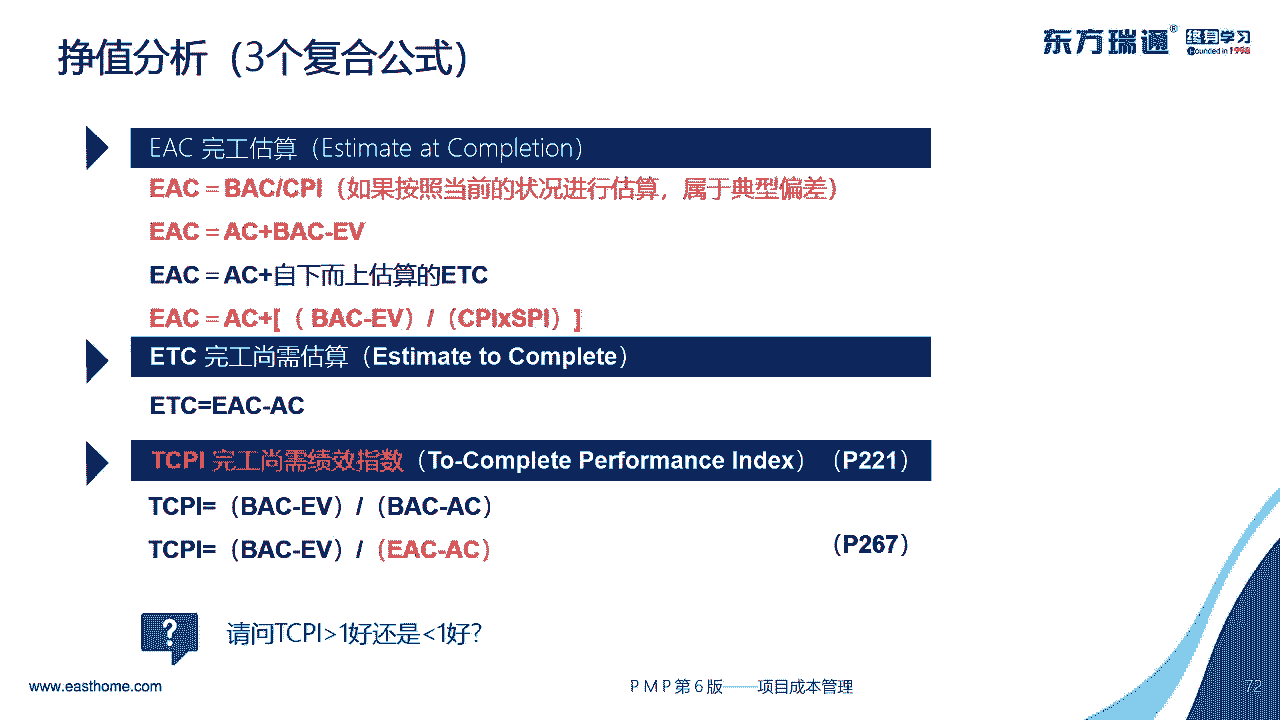 挣值分析（3个复合公式）
东方瑞通® 终身学习
Founded in 1998
EAC 完工估算（Estimate at Completion）
EAC＝BAC/CPI（如果按照当前的状况进行估算，属于典型偏差）
EAC＝AC+BAC-EV
EAC＝AC+自下而上估算的ETC
EAC＝AC+[（ BAC-EV）/（CPIxSPI）]
ETC 完工尚需估算（Estimate to Complete）
ETC=EAC-AC
TCPI 完工尚需绩效指数（To-Complete Performance Index）（P221）
TCPI=（BAC-EV）/（BAC-AC）
TCPI=（BAC-EV）/（EAC-AC）
（P267）
?
请问TCPI>1好还是<1好?
www.easthome.com
PMP第6版——项目成本管理
72